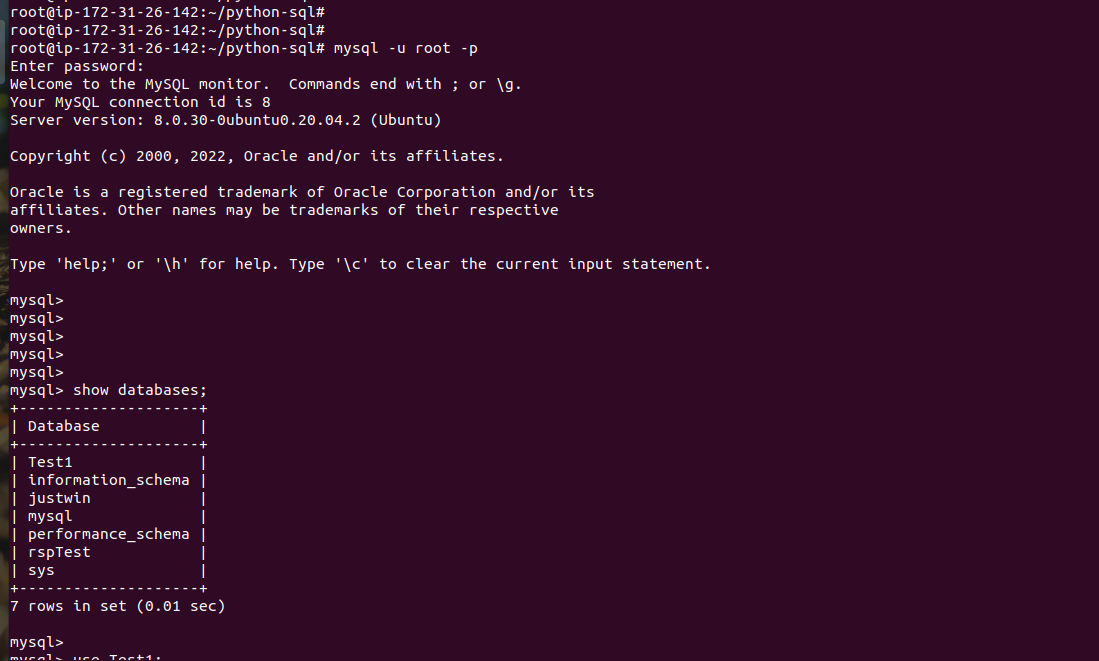 root@ip-172-31-26-142:~/python-sql#
root@ip-172-31-26-142:~/python-sql#
root@ip-172-31-26-142:~/python-sql# mysql -u root -p
Enter password:
Welcome to the MySQL monitor.  Commands end with ; or \g.
Your MySQL connection id is 8
Server version: 8.0.30-0ubuntu0.20.04.2 (Ubuntu)

Copyright (c) 2000, 2022, Oracle and/or its affiliates.

Oracle is a registered trademark of Oracle Corporation and/or its
affiliates. Other names may be trademarks of their respective
owners.

Type 'help;' or '\h' for help. Type '\c' to clear the current input statement.

mysql>
mysql>
mysql>
mysql>
mysql>
mysql> show databases;
+--------------------+
| Database           |
+--------------------+
| Test1              |
| information_schema |
| justwin            |
| mysql              |
| performance_schema |
| rspTest            |
| sys                |
+--------------------+
7 rows in set (0.01 sec)

mysql>
mysql> use Test1;